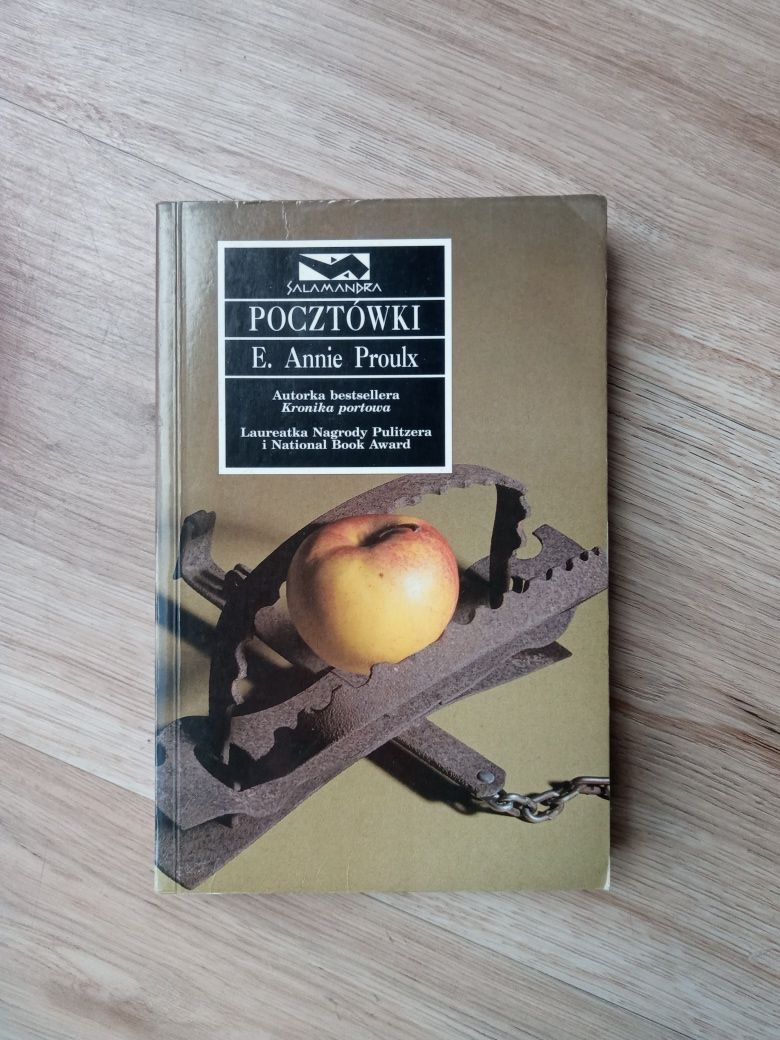 SALAMANDRA
POCZTÓWKI
E. Annie Proulx
Autorka bestsellera
Kronika portowa
Laureatka Nagrody Pulitzera
i National Book Award